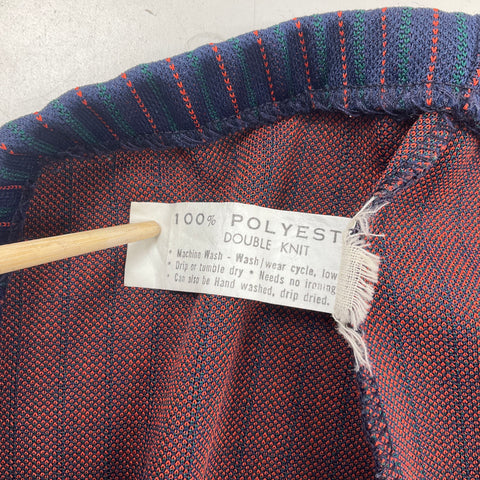 100% POLYEST
DOUBLE KNIT
* Machine Wash - Wash/wear cycle, low
* Drip or tumble dry * Needs no ironing
* Can also be Hand washed, drip dried.